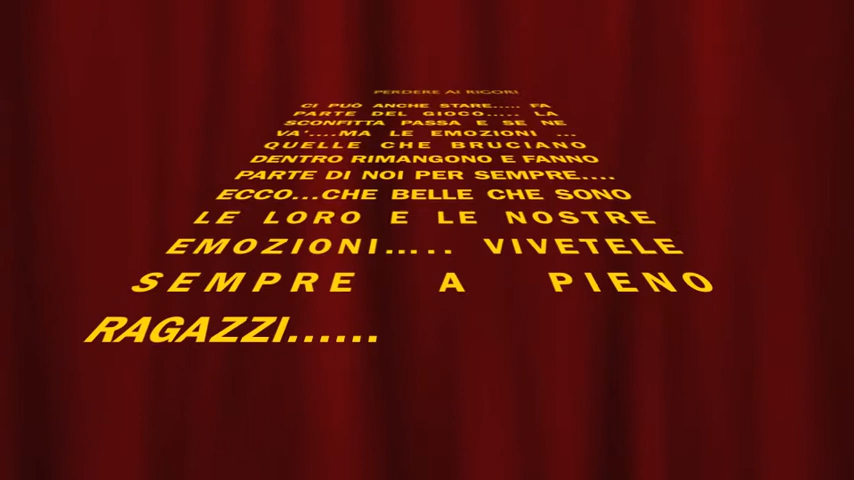 PERDERE AI RIGORI
CI PUÒ ANCHE STARE..... FA
PARTE DEL GIOCO..... LA
SCONFITTA PASSA E SE NE
VA'....MA LE EMOZIONI ...
QUELLE CHE BRUCIANO
DENTRO RIMANGONO E FANNO
PARTE DI NOI PER SEMPRE....
ECCO...CHE BELLE CHE SONO
LE LORO E LE NOSTRE
EMOZIONI..... VIVETELE
SEMPRE A PIENO
RAGAZZI......